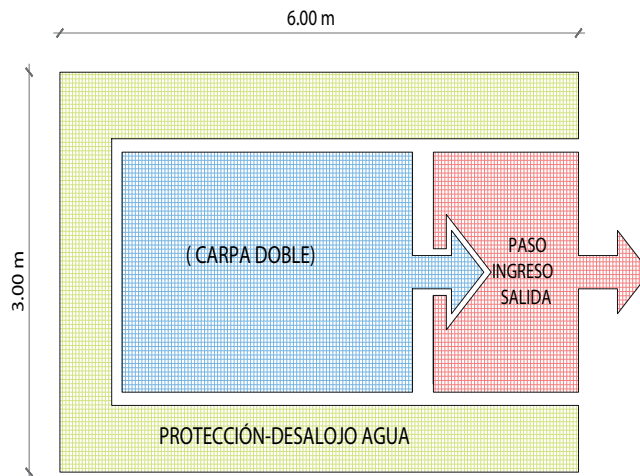 6.00 m
3.00 m
( CARPA DOBLE)
PASO
INGRESO
SALIDA
PROTECCIÓN-DESALOJO AGUA